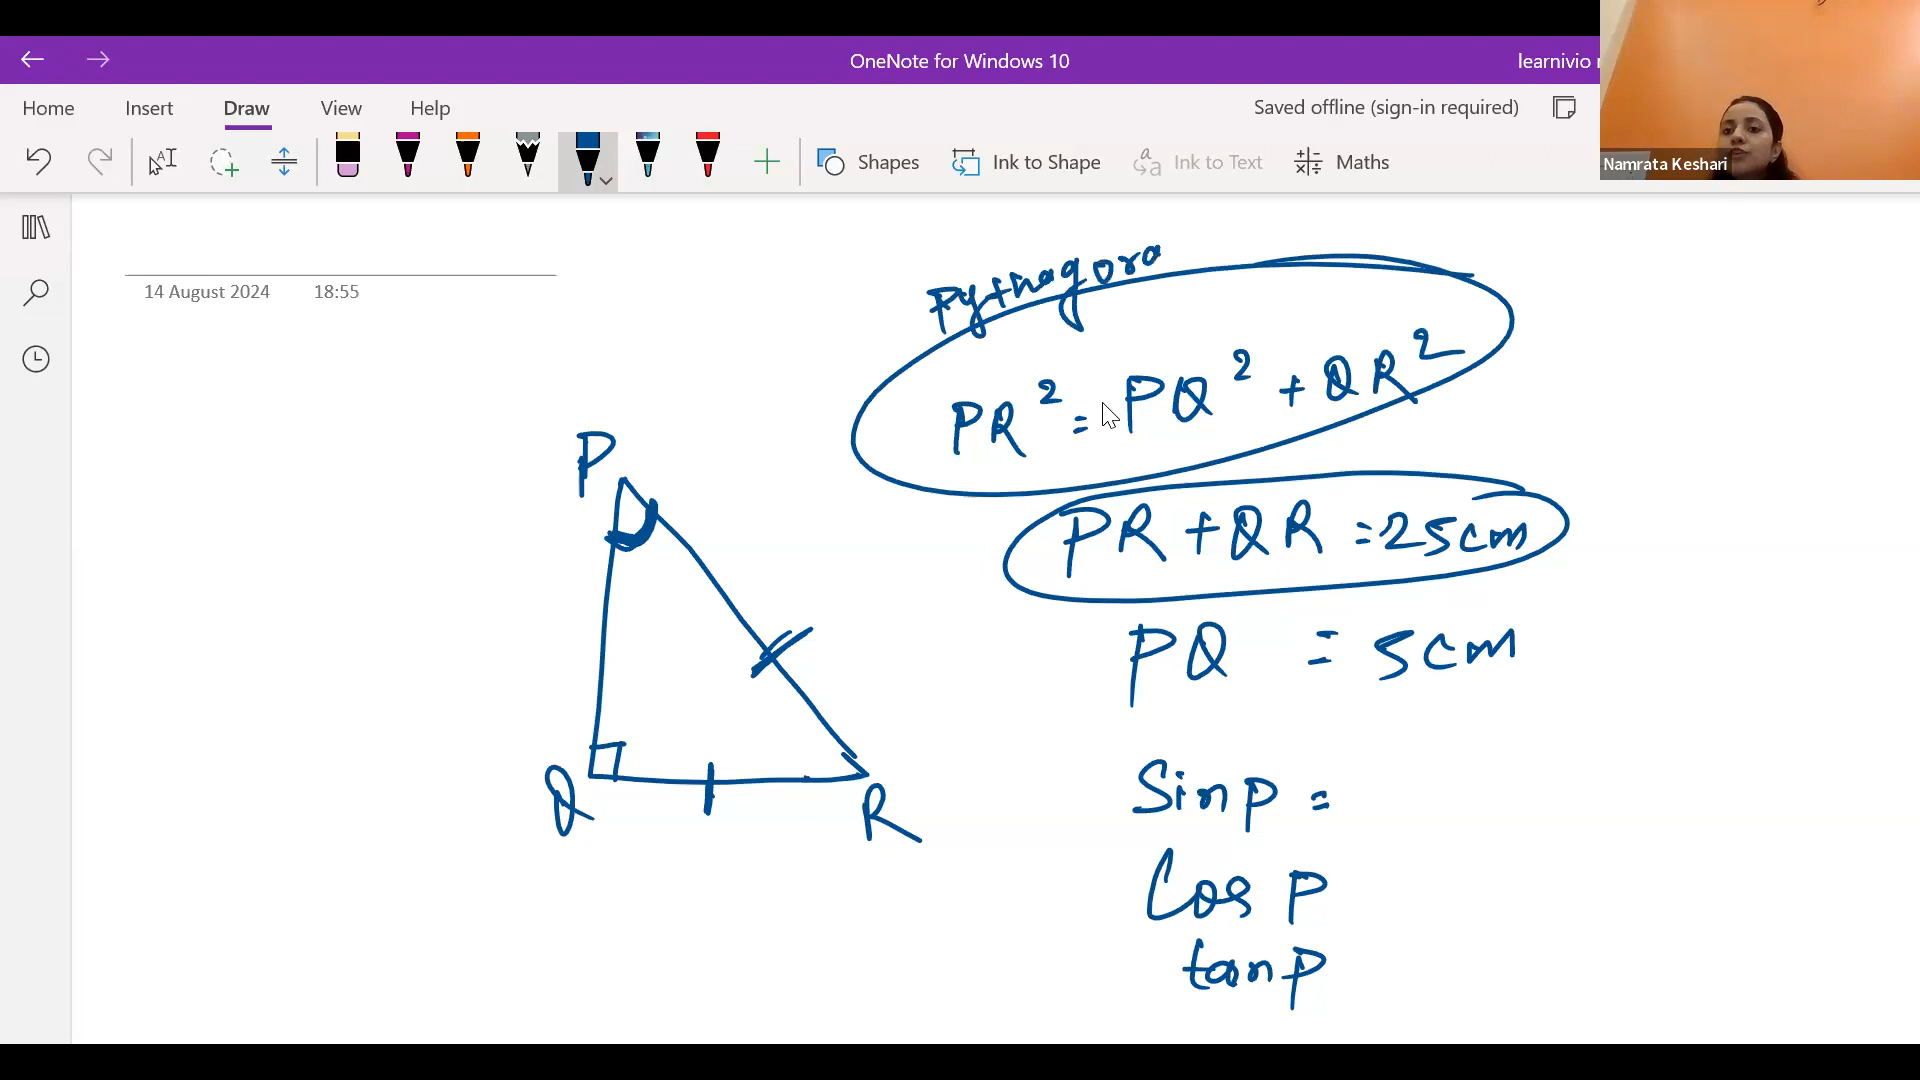 OneNote for Windows 10
learnivio
Home Insert Draw View Help
Saved offline (sign-in required)
Shapes Ink to Shape Ink to Text Maths
Namrata Keshari
14 August 2024 18:55
Pythagora
PR² = PQ² + QR²
PR + QR = 25cm
PQ = 5cm
Sin P =
Cos P
tan P
P
Q
R